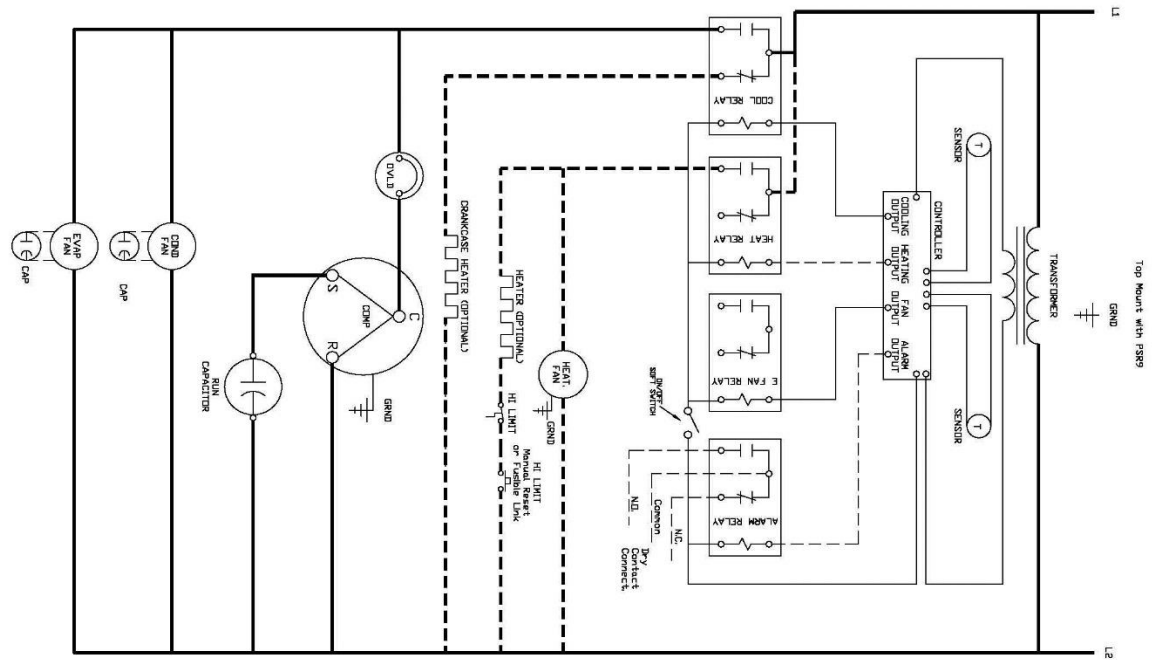 Top Mount with PSR9
L1
GRND
TRANSFORMER
L2
SENSOR
T
SENSOR
T
CONTROLLER
COOLING
OUTPUT
HEATING
OUTPUT
FAN
OUTPUT
ALARM
OUTPUT
COOL RELAY
HEAT RELAY
E FAN RELAY
ALARM RELAY
ON/OFF
SOFT SWITCH
N.O.
Common
N.C.
Dry
Contact
Connect.
HEAT.
FAN
GRND
HEATER (OPTIONAL)
HI LIMIT
HI LIMIT
Manual Reset
or Fusible Link
CRANKCASE HEATER (OPTIONAL)
OVLD
C
S
R
COMP
GRND
RUN
CAPACITOR
COND
FAN
CAP
EVAP
FAN
CAP